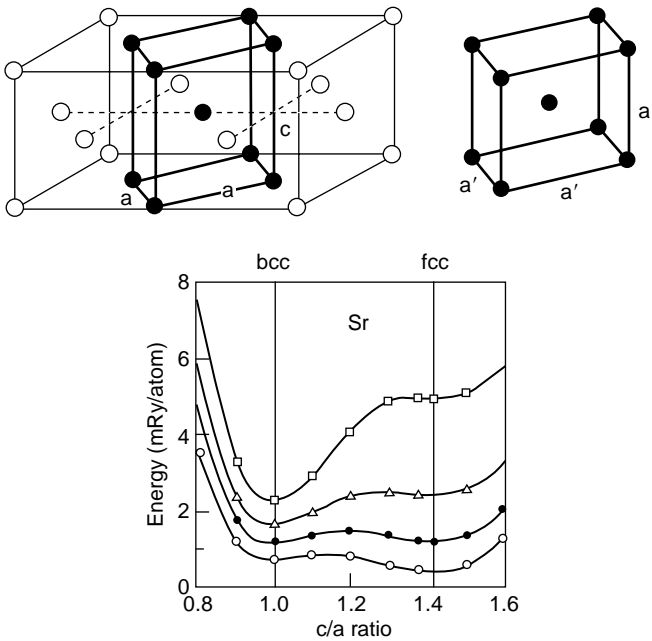 c
a
a
a
a′
a′
bcc
fcc
8
Sr
6
4
2
0
Energy (mRy/atom)
0.8
1.0
1.2
1.4
1.6
c/a ratio